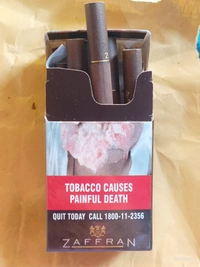 TOBACCO CAUSES
PAINFUL DEATH
QUIT TODAY CALL 1800-11-2356
ZAFFRAN